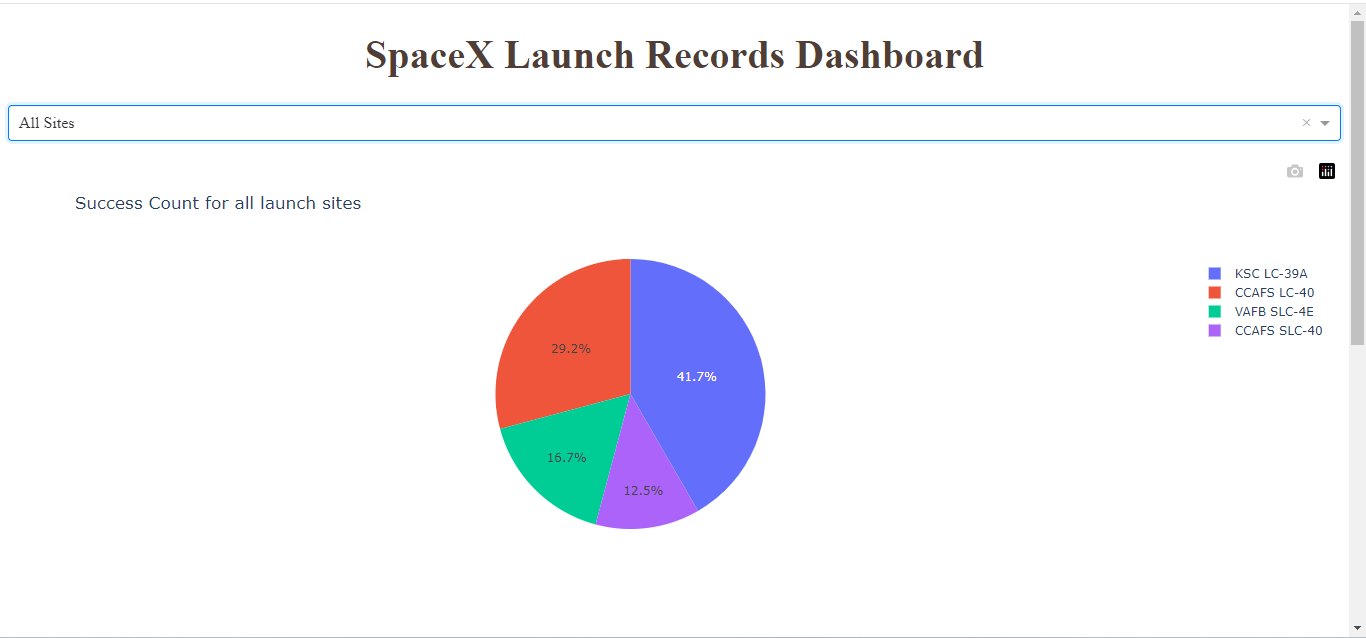 SpaceX Launch Records Dashboard
All Sites
Success Count for all launch sites
KSC LC-39A
CCAFS LC-40
VAFB SLC-4E
CCAFS SLC-40
29.2%
41.7%
16.7%
12.5%